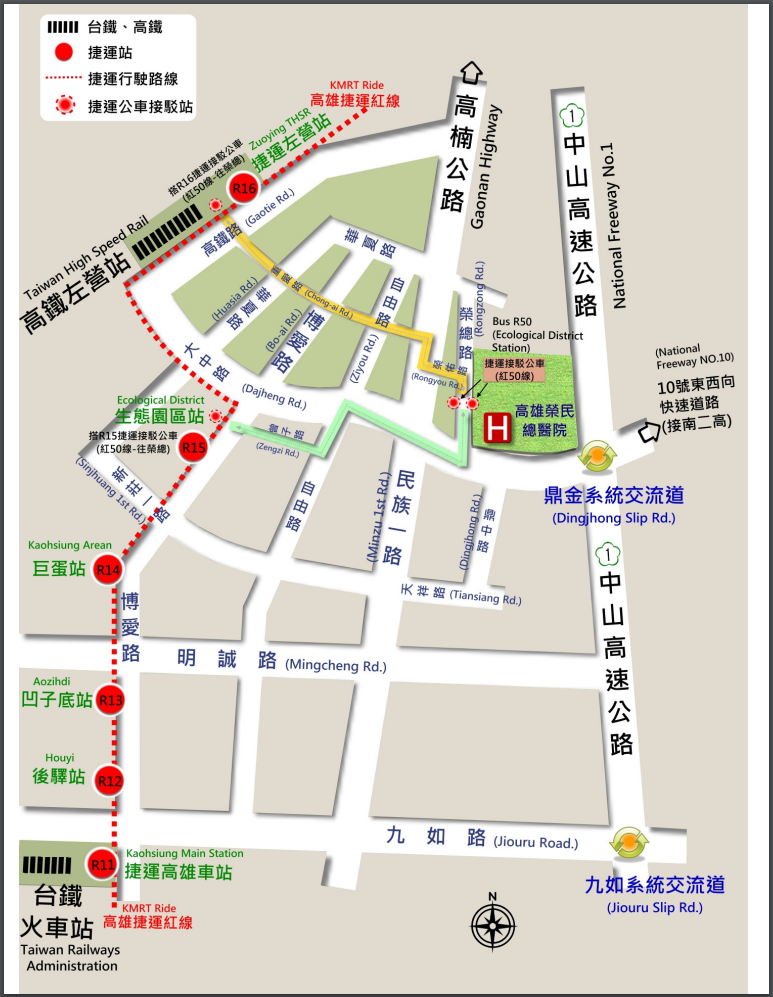 台鐵、高鐵
捷運站
捷運行駛路線
捷運公車接駁站
KMRT Ride
高雄捷運紅線
Zuoying THSR
捷運左營站
搭R16捷運接駁公車
(紅50線-往榮總)
R16
Taiwan High Speed Rail
高鐵左營站
高鐵路 (Gaotie Rd.)
高楠公路
Gaonan Highway
1
中山高速公路
National Freeway No.1
華夏路
重愛路 (Chong-ai Rd.)
(Huasia Rd.)
華夏路
(Bo-ai Rd.)
博愛路
自由路
(Ziyou Rd.)
榮總路
(Rongzong Rd.)
榮佑路
(Rongyou Rd.)
Bus R50
(Ecological District
Station)
捷運接駁公車
(紅50線)
高雄榮民
總醫院
H
(National
Freeway NO.10)
10號東西向
快速道路
(接南二高)
大中路
(Dajheng Rd.)
Ecological District
生態園區站
搭R15捷運接駁公車
(紅50線-往榮總)
R15
曾子路
(Zengzi Rd.)
新莊一路
(Sinjhuang 1st Rd.)
自由路
民族一路
(Minzu 1st Rd.)
鼎中路
(Dingjhong Rd.)
鼎金系統交流道
(Dingjhong Slip Rd.)
Kaohsiung Arean
巨蛋站
R14
天祥路 (Tiansiang Rd.)
1
中山高速公路
博愛路
明誠路 (Mingcheng Rd.)
Aozihdi
凹子底站
R13
Houyi
後驛站
R12
九如路 (Jiouru Road.)
R11
Kaohsiung Main Station
捷運高雄車站
台鐵
火車站
Taiwan Railways
Administration
KMRT Ride
高雄捷運紅線
九如系統交流道
(Jiouru Slip Rd.)
N